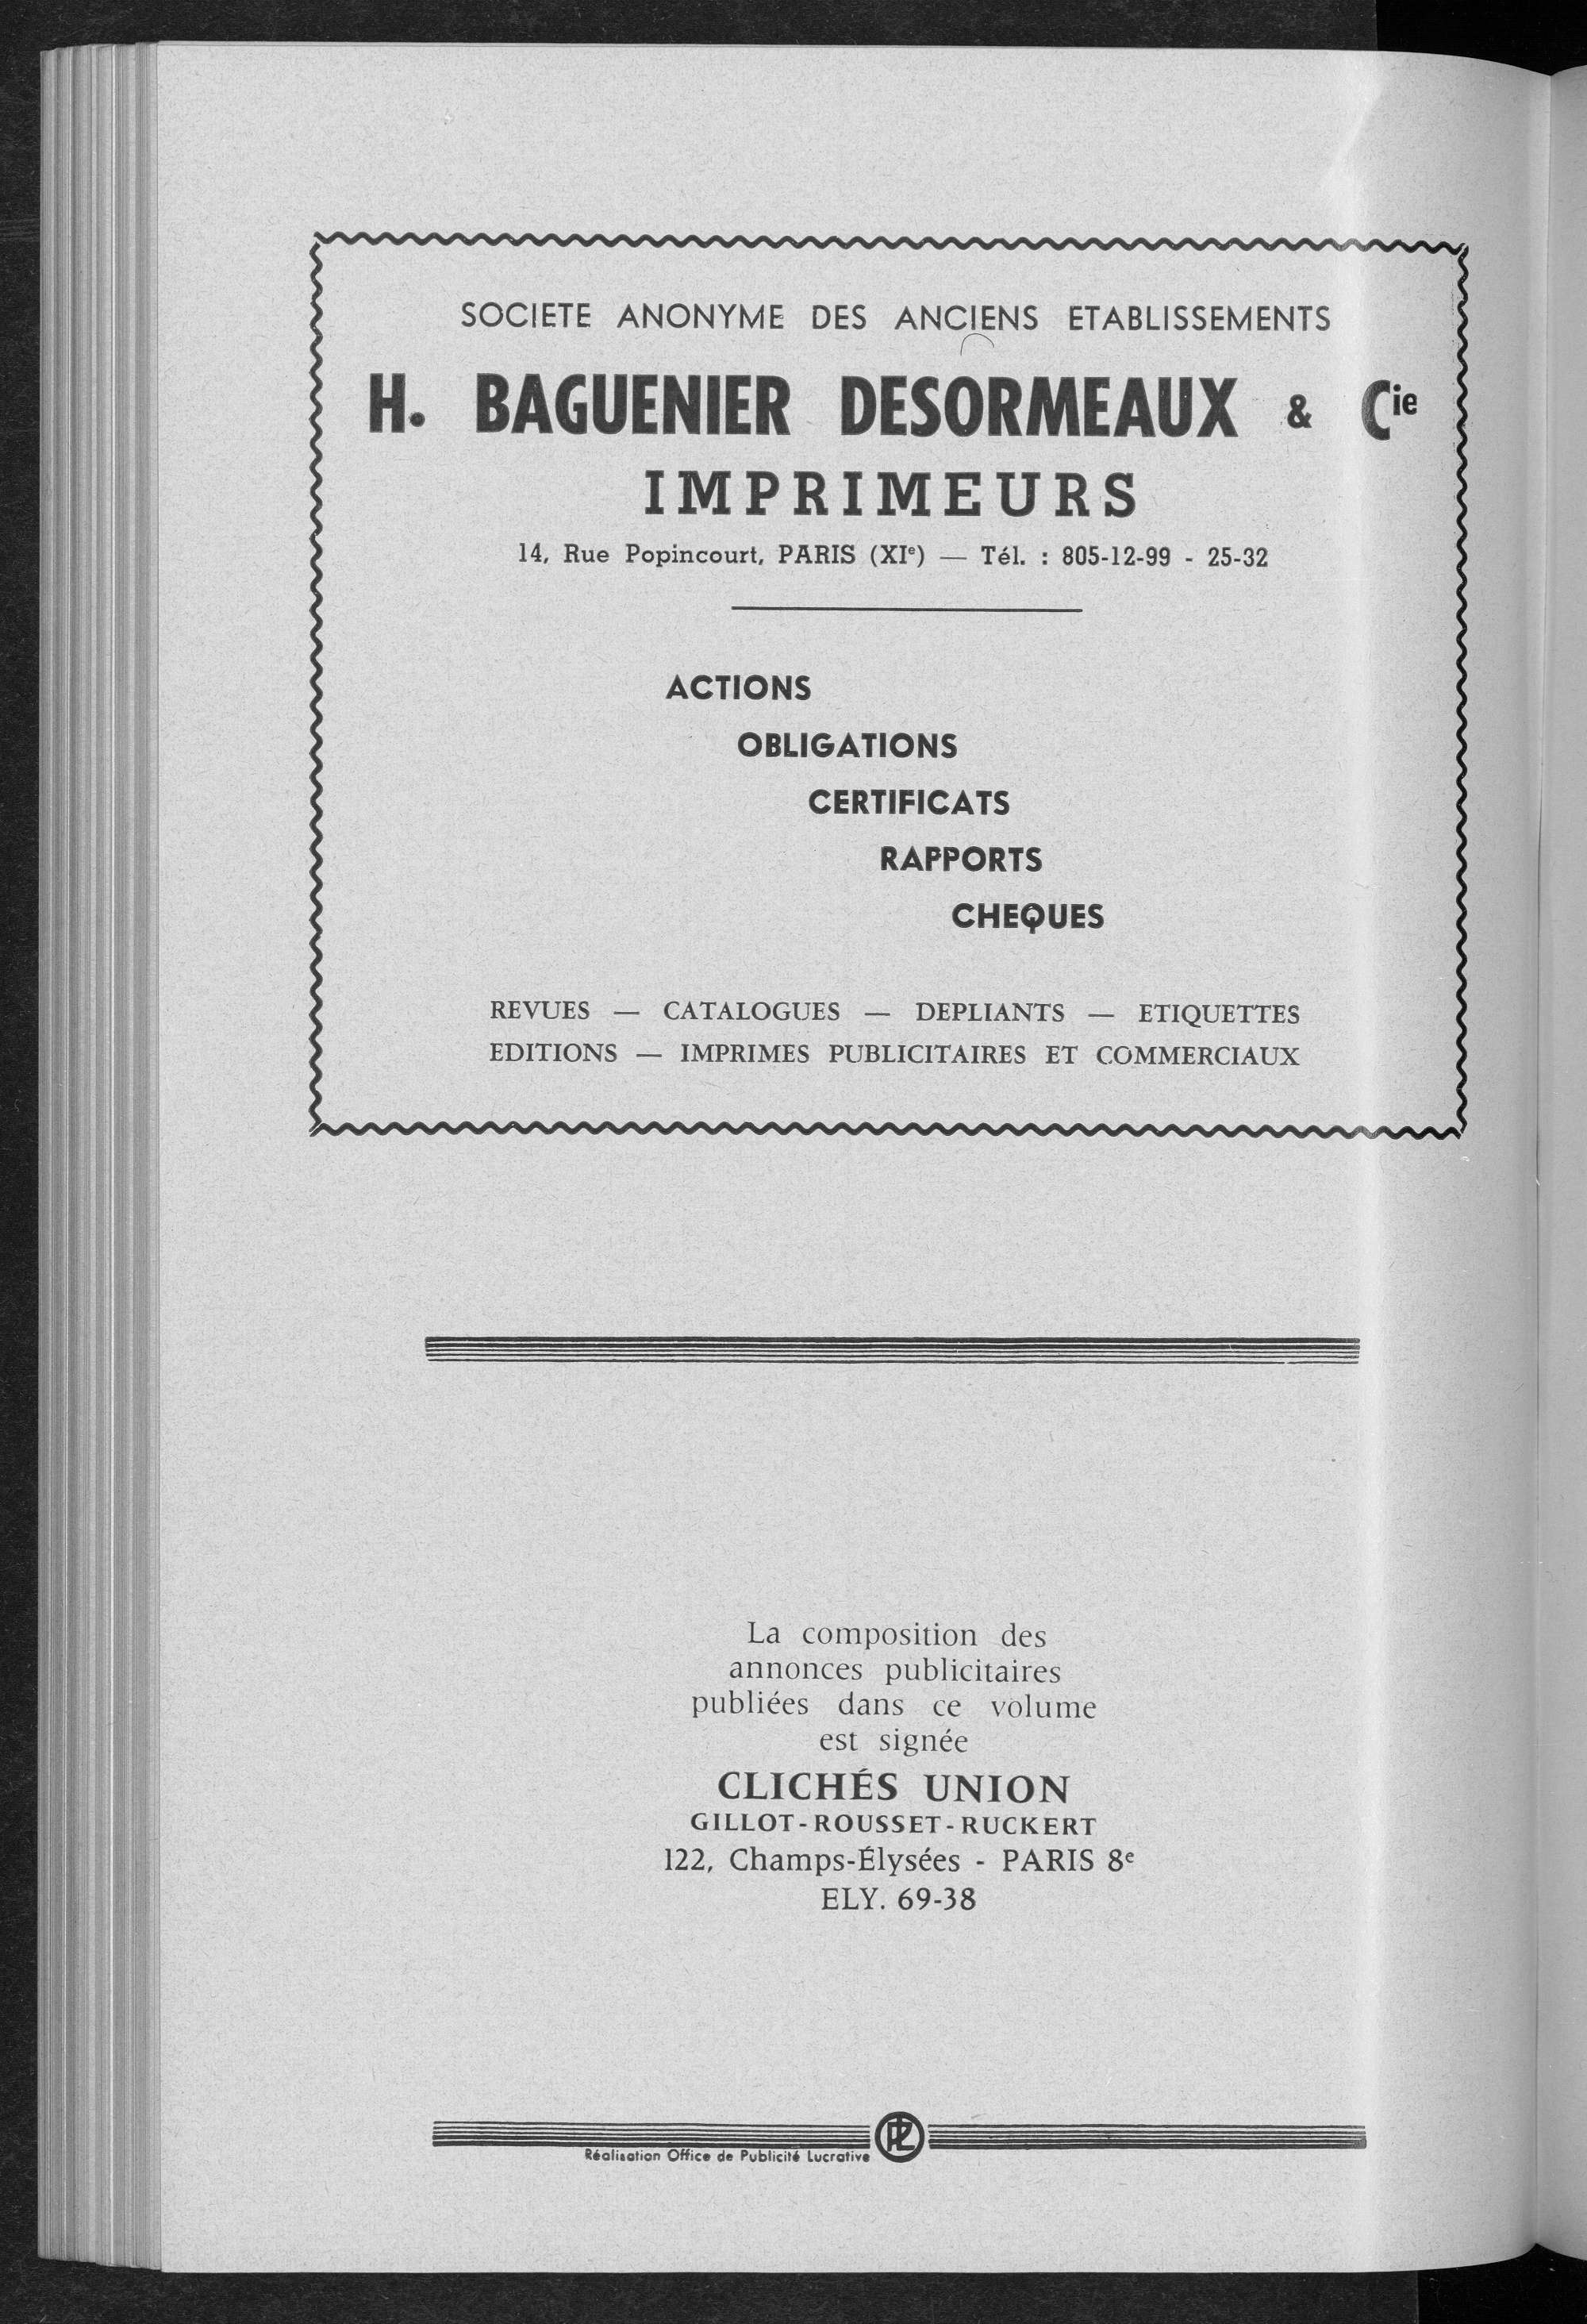 SOCIETE ANONYME DES ANCIENS ETABLISSEMENTS
H. BAGUENIER DESORMEAUX & Cie
IMPRIMEURS
14, Rue Popincourt, PARIS (XIe) — Tél. : 805-12-99 - 25-32
ACTIONS
OBLIGATIONS
CERTIFICATS
RAPPORTS
CHEQUES
REVUES — CATALOGUES — DEPLIANTS — ETIQUETTES
EDITIONS — IMPRIMES PUBLICITAIRES ET COMMERCIAUX
La composition des
annonces publicitaires
publiées dans ce volume
est signée
CLICHÉS UNION
GILLOT-ROUSSET-RUCKERT
122, Champs-Élysées - PARIS 8e
ELY. 69-38
Réalisation Office de Publicité Lucrative